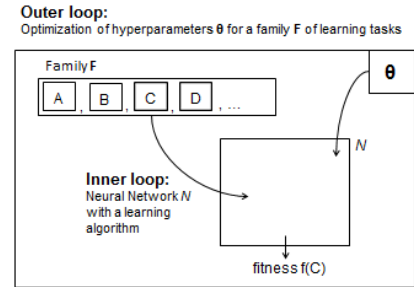 Outer loop:
Optimization of hyperparameters θ for a family F of learning tasks
Family F
θ
A , B , C , D , ...
N
Inner loop:
Neural Network N
with a learning
algorithm
fitness f(C)